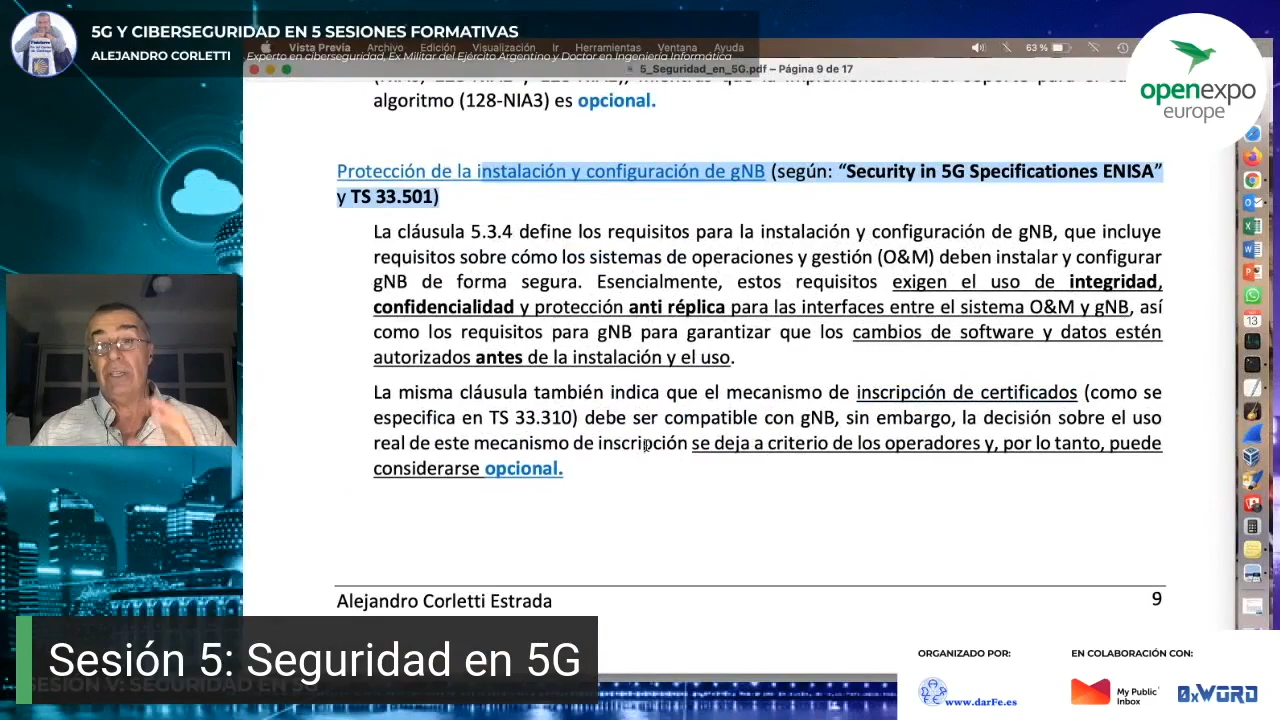 5G Y CIBERSEGURIDAD EN 5 SESIONES FORMATIVAS
ALEJANDRO CORLETTI Experto en ciberseguridad, Ex Militar del Ejército Argentino y Doctor en Ingeniería Informática
Vista Previa Archivo Edición Visualización Ir Herramientas Ventana Ayuda
63 %
5_Seguridad_en_5G.pdf – Página 9 de 17
openexpo
europe
algoritmo (128-NIA3) es opcional.
Protección de la instalación y configuración de gNB (según: “Security in 5G Specificationes ENISA”
y TS 33.501)
La cláusula 5.3.4 define los requisitos para la instalación y configuración de gNB, que incluye
requisitos sobre cómo los sistemas de operaciones y gestión (O&M) deben instalar y configurar
gNB de forma segura. Esencialmente, estos requisitos exigen el uso de integridad,
confidencialidad y protección anti réplica para las interfaces entre el sistema O&M y gNB, así
como los requisitos para gNB para garantizar que los cambios de software y datos estén
autorizados antes de la instalación y el uso.
La misma cláusula también indica que el mecanismo de inscripción de certificados (como se
especifica en TS 33.310) debe ser compatible con gNB, sin embargo, la decisión sobre el uso
real de este mecanismo de inscripción se deja a criterio de los operadores y, por lo tanto, puede
considerarse opcional.
Alejandro Corletti Estrada
9
13
Sesión 5: Seguridad en 5G
SESIÓN V: SEGURIDAD EN 5G
ORGANIZADO POR:
www.darFe.es
EN COLABORACIÓN CON:
My Public
Inbox
0xWORD